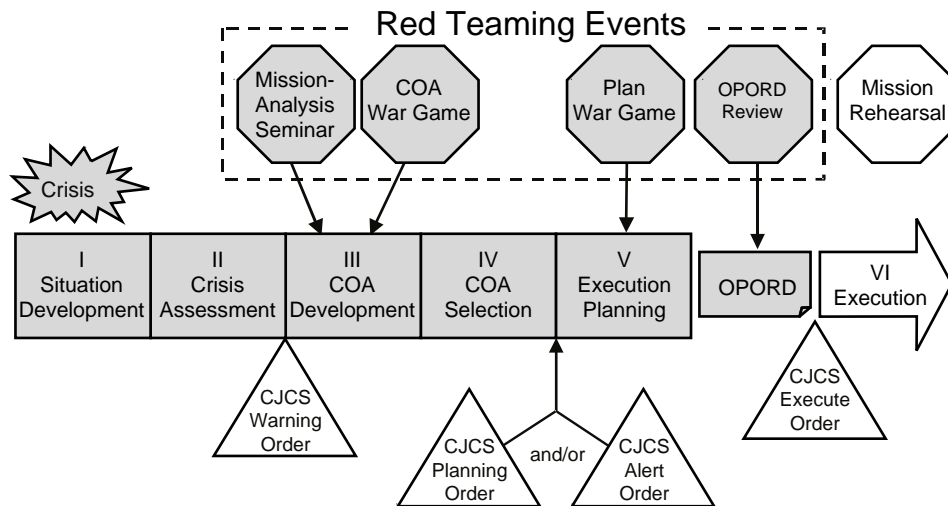 Red Teaming Events
Mission-
Analysis
Seminar
COA
War Game
Plan
War Game
OPORD
Review
Mission
Rehearsal
Crisis
I
Situation
Development
II
Crisis
Assessment
III
COA
Development
IV
COA
Selection
V
Execution
Planning
OPORD
VI
Execution
CJCS
Warning
Order
CJCS
Planning
Order
and/or
CJCS
Alert
Order
CJCS
Execute
Order